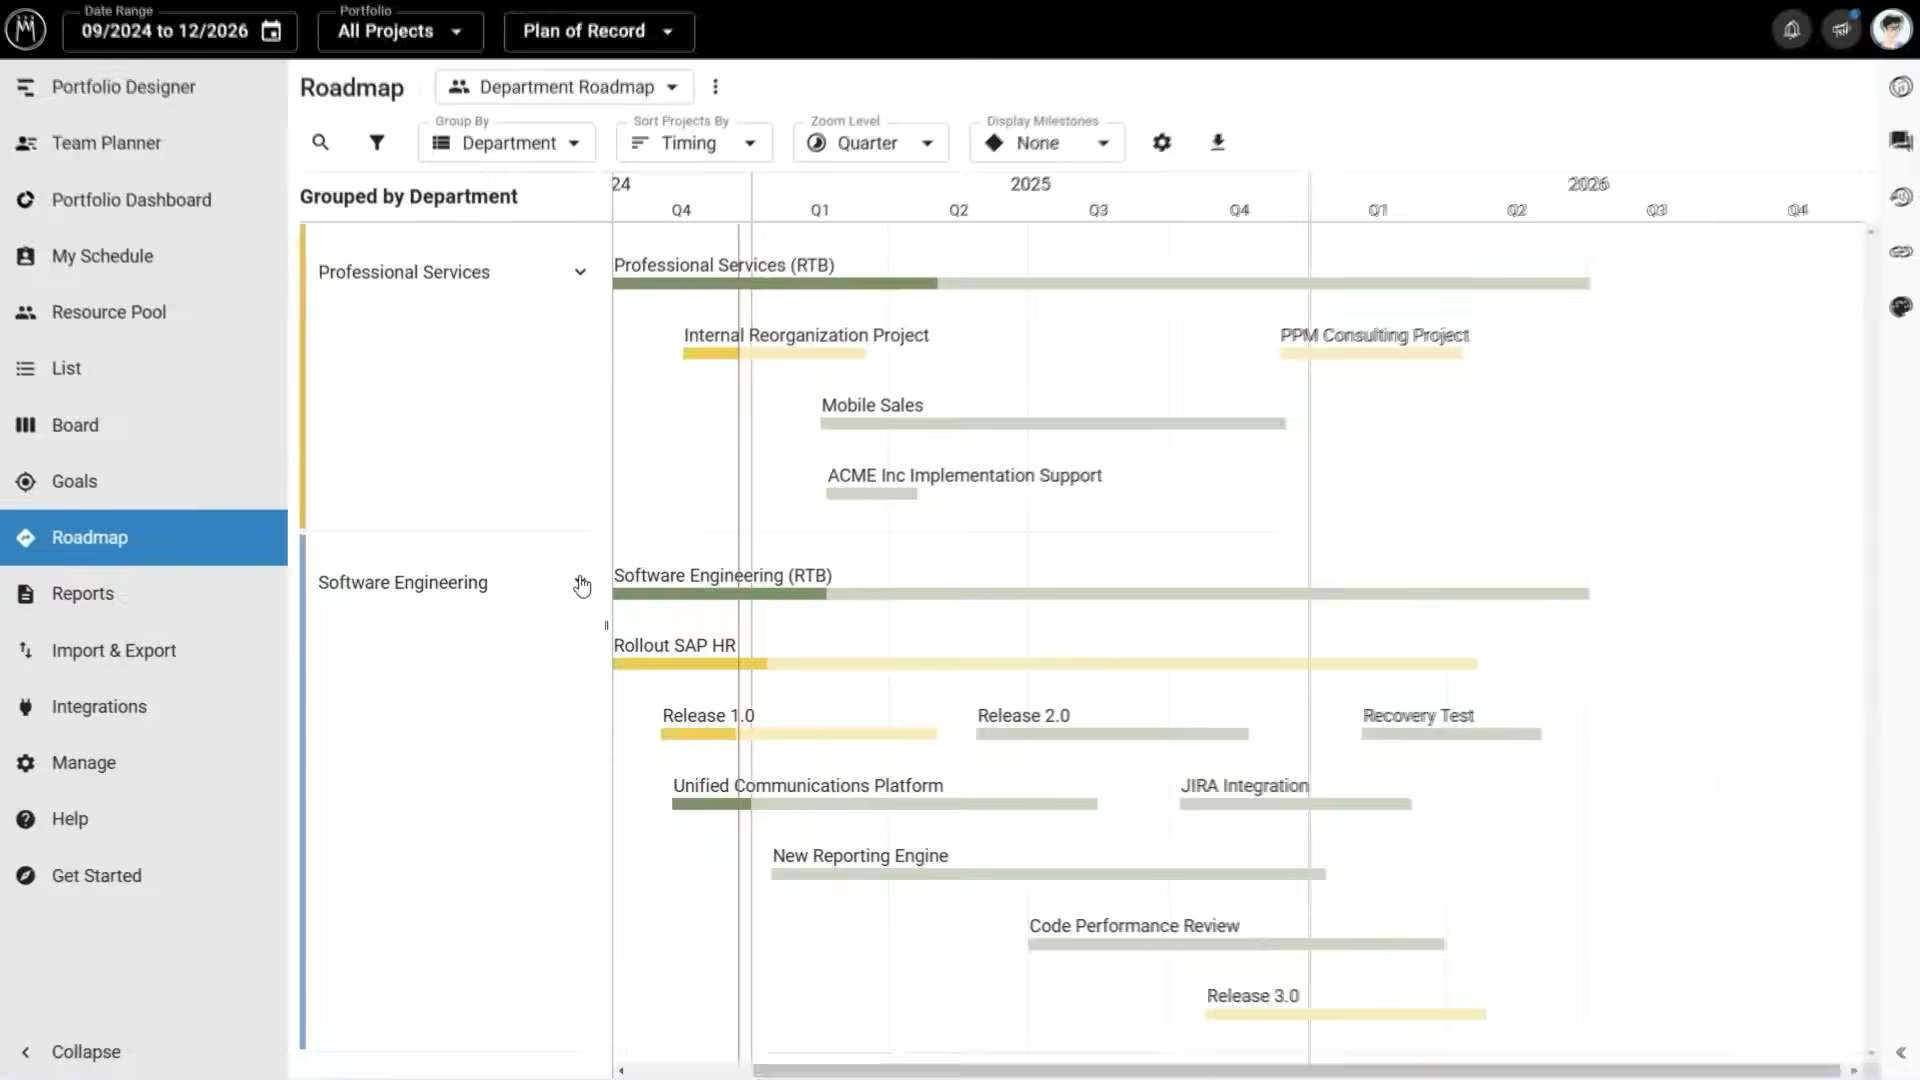 Date Range
09/2024 to 12/2026
Portfolio
All Projects
Plan of Record
Portfolio Designer
Team Planner
Portfolio Dashboard
My Schedule
Resource Pool
List
Board
Goals
Roadmap
Reports
Import & Export
Integrations
Manage
Help
Get Started
Collapse
Roadmap
Department Roadmap
Group By
Department
Sort Projects By
Timing
Zoom Level
Quarter
Display Milestones
None
Grouped by Department
24
2025
2026
Q4
Q1
Q2
Q3
Q4
Q1
Q2
Q3
Q4
Professional Services
Professional Services (RTB)
Internal Reorganization Project
PPM Consulting Project
Mobile Sales
ACME Inc Implementation Support
Software Engineering
Software Engineering (RTB)
Rollout SAP HR
Release 1.0
Release 2.0
Recovery Test
Unified Communications Platform
JIRA Integration
New Reporting Engine
Code Performance Review
Release 3.0